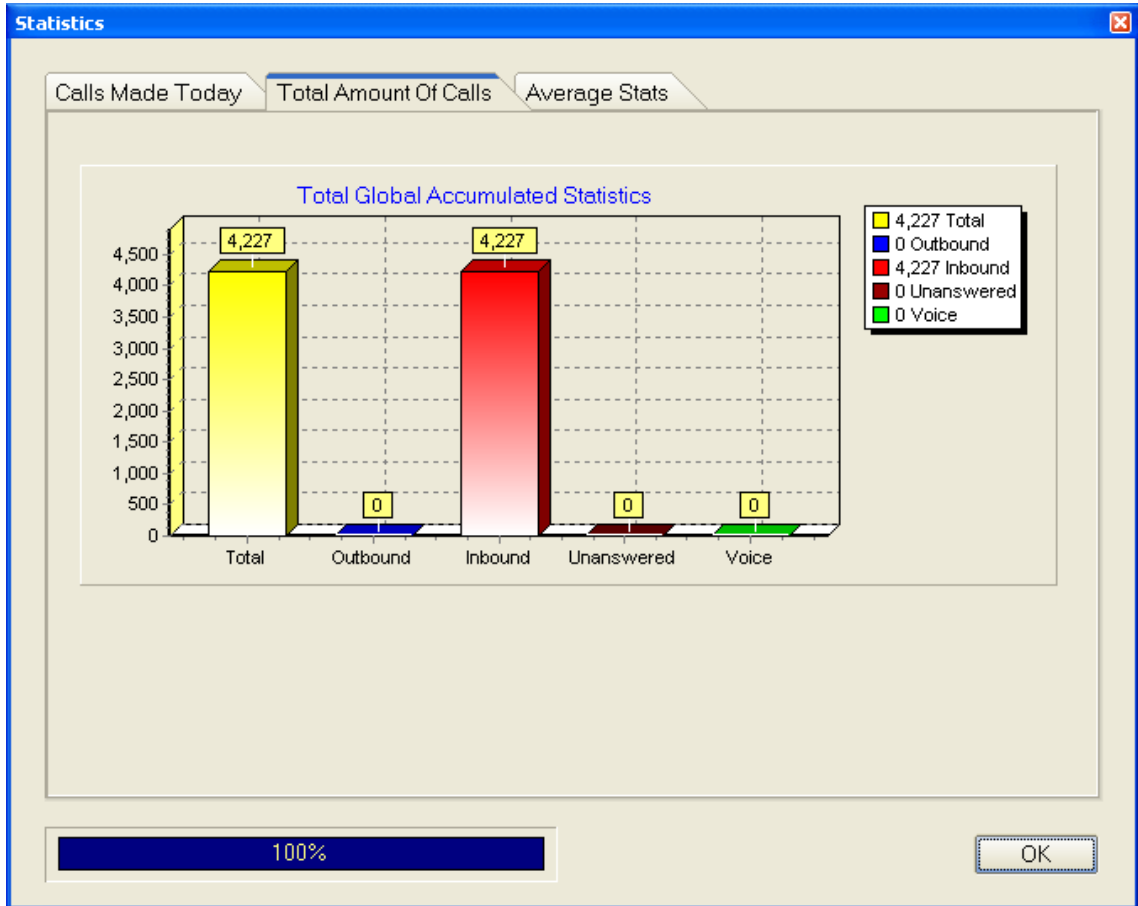 Statistics
Calls Made Today
Total Amount Of Calls
Average Stats
Total Global Accumulated Statistics
4,500
4,000
3,500
3,000
2,500
2,000
1,500
1,000
500
0
4,227
0
4,227
0
0
Total
Outbound
Inbound
Unanswered
Voice
4,227 Total
0 Outbound
4,227 Inbound
0 Unanswered
0 Voice
100%
OK